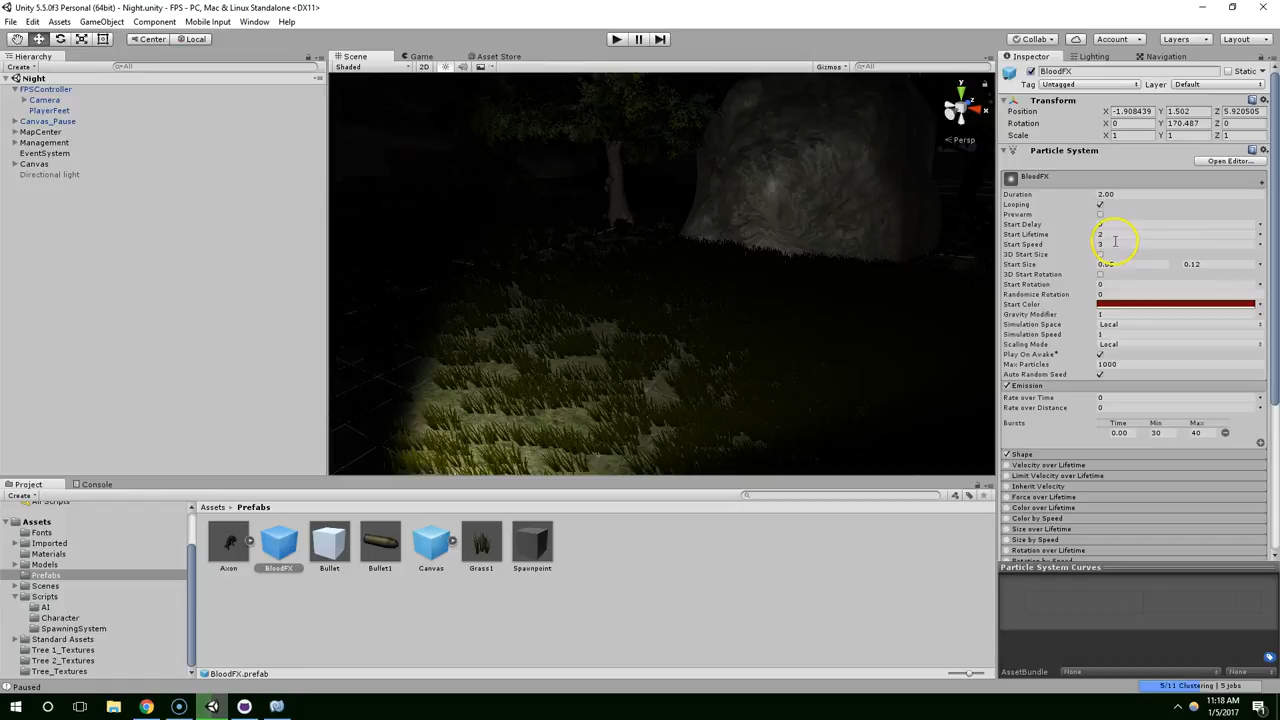 Unity 5.5.0f3 Personal (64bit) - Night.unity - FPS - PC, Mac & Linux Standalone <DX11>
File Edit Assets GameObject Component Mobile Input Window Help
Center Local Collab Account Layers Layout
Hierarchy
Create All
Night
FPSController
Camera
PlayerFeet
Canvas_Pause
MapCenter
Management
EventSystem
Canvas
Directional light
Scene Game Asset Store
Shaded 2D Gizmos All
y
x
Persp
Inspector Lighting Navigation
BloodFX Static
Tag Untagged Layer Default
Transform
Position X -1.908439 Y 1.502 Z 5.920505
Rotation X 0 Y 170.487 Z 0
Scale X 1 Y 1 Z 1
Particle System
Open Editor...
BloodFX
Duration 2.00
Looping
Prewarm
Start Delay
Start Lifetime 2
Start Speed 3
3D Start Size
Start Size 0.12
3D Start Rotation
Start Rotation 0
Randomize Rotation 0
Start Color
Gravity Modifier 1
Simulation Space Local
Simulation Speed 1
Scaling Mode Local
Play On Awake*
Max Particles 1000
Auto Random Seed
Emission
Rate over Time 0
Rate over Distance 0
Bursts Time Min Max
0.00 30 40
Shape
Velocity over Lifetime
Limit Velocity over Lifetime
Inherit Velocity
Force over Lifetime
Color over Lifetime
Color by Speed
Size over Lifetime
Size by Speed
Rotation over Lifetime
Particle System Curves
AssetBundle None None
Project Console
Create
All Scripts
Assets
Fonts
Imported
Materials
Models
Prefabs
Scenes
Scripts
AI
Character
SpawningSystem
Standard Assets
Tree 1_Textures
Tree 2_Textures
Tree_Textures
Assets Prefabs
Axon BloodFX Bullet Bullet1 Canvas Grass1 Spawnpoint
BloodFX.prefab
Paused
5/11 Clustering | 5 jobs
11:18 AM
1/5/2017